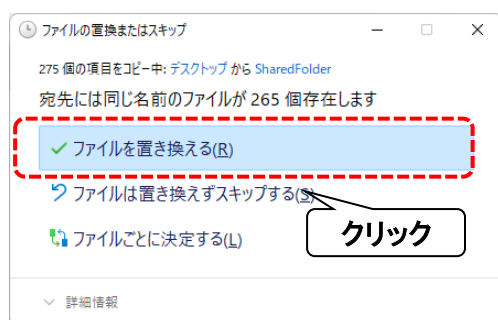 ファイルの置換またはスキップ
275 個の項目をコピー中: デスクトップ から SharedFolder
宛先には同じ名前のファイルが 265 個存在します
ファイルを置き換える(R)
ファイルは置き換えずスキップする(S)
クリック
ファイルごとに決定する(L)
詳細情報